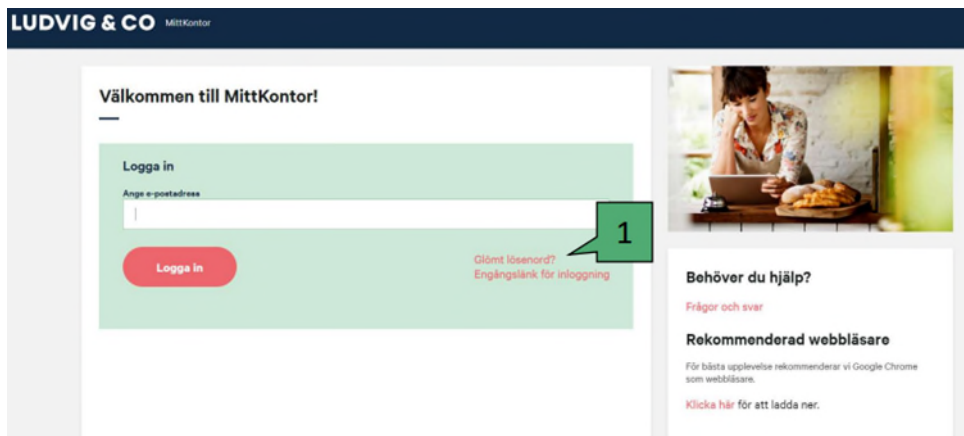 LUDVIG & CO MittKontor
Välkommen till MittKontor!
Logga in
Ange e-postadress
1
Logga in
Glömt lösenord?
Engångslänk för inloggning
Behöver du hjälp?
Frågor och svar
Rekommenderad webbläsare
För bästa upplevelse rekommenderar vi Google Chrome
som webbläsare.
Klicka här för att ladda ner.